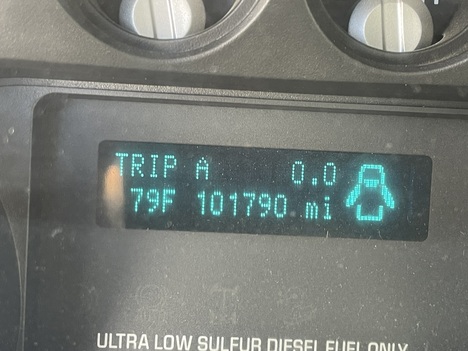 TRIP A 0.0
79F 101790 mi
ULTRA LOW SULFUR DIESEL FUEL ONLY